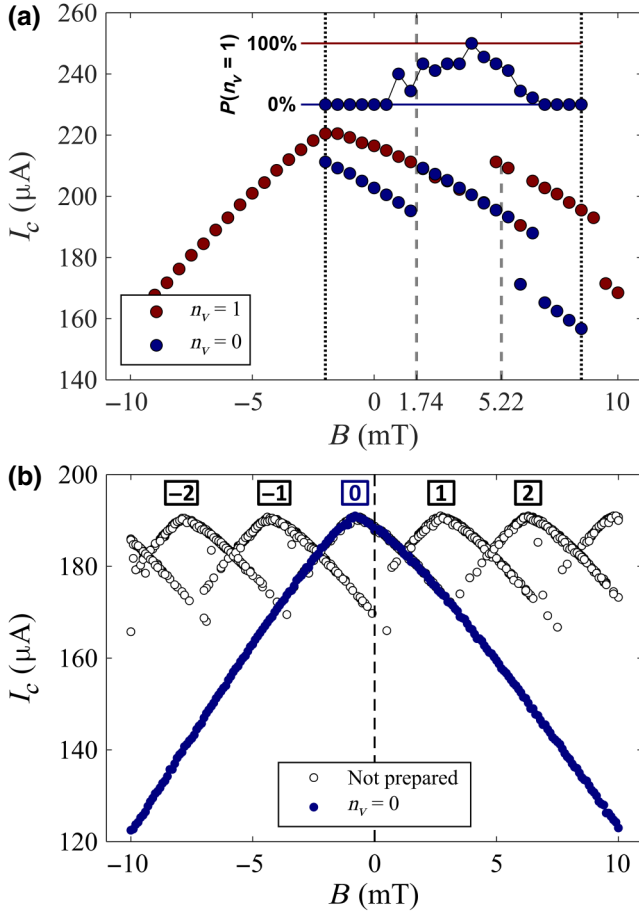 (a)
260
240
220
200
180
160
140
I_c (μA)
P(n_v = 1)
100%
0%
n_v = 1
n_v = 0
−10 −5 0 1.74 5.22 10
B (mT)
(b)
200
180
160
140
120
I_c (μA)
−2 −1 0 1 2
Not prepared
n_v = 0
−10 −5 0 5 10
B (mT)